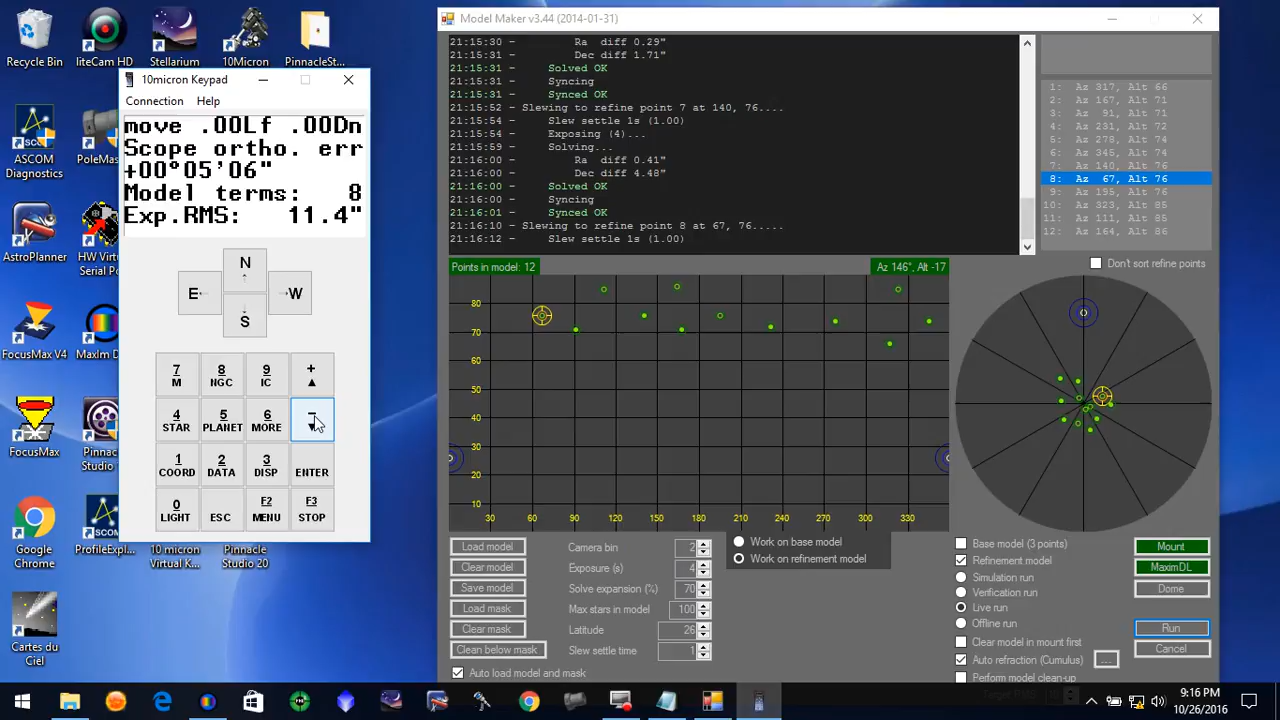 Recycle Bin
liteCam HD
Stellarium
10Micron
PinnacleSt...
ASCOM Diagnostics
PoleMas
AstroPlanner
HW Virtu
Serial Po
FocusMax V4
MaxIm D
FocusMax
Pinnac
Studio
Google Chrome
ProfileExpl...
10 micron Virtual K...
Pinnacle Studio 20
Cartes du Ciel
10micron Keypad
Connection Help
move .00Lf .00Dn
Scope ortho. err
+00°05'06"
Model terms: 8
Exp.RMS: 11.4"
N
E
W
S
7 M
8 NGC
9 IC
+
4 STAR
5 PLANET
6 MORE
-
1 COORD
2 DATA
3 DISP
ENTER
0 LIGHT
ESC
F2 MENU
F3 STOP
Model Maker v3.44 (2014-01-31)
21:15:30 - Ra diff 0.29"
21:15:31 - Dec diff 1.71"
21:15:31 - Solved OK
21:15:31 - Syncing
21:15:31 - Synced OK
21:15:52 - Slewing to refine point 7 at 140, 76....
21:15:54 - Slew settle 1s (1.00)
21:15:54 - Exposing (4)...
21:15:59 - Solving...
21:16:00 - Ra diff 0.41"
21:16:00 - Dec diff 4.48"
21:16:00 - Solved OK
21:16:00 - Syncing
21:16:01 - Synced OK
21:16:10 - Slewing to refine point 8 at 67, 76.....
21:16:12 - Slew settle 1s (1.00)
1: Az 317, Alt 66
2: Az 167, Alt 71
3: Az 91, Alt 71
4: Az 231, Alt 72
5: Az 278, Alt 74
6: Az 345, Alt 74
7: Az 140, Alt 76
8: Az 67, Alt 76
9: Az 195, Alt 76
10: Az 323, Alt 85
11: Az 111, Alt 85
12: Az 164, Alt 86
Points in model: 12
Az 146°, Alt -17
Don't sort refine points
80
70
60
50
40
30
20
10
30 60 90 120 150 180 210 240 270 300 330
Load model
Clear model
Save model
Load mask
Clear mask
Clean below mask
Auto load model and mask
Camera bin 2
Exposure (s) 4
Solve expansion (%) 70
Max stars in model 100
Latitude 26
Slew settle time 1
Work on base model
Work on refinement model
Base model (3 points)
Refinement model
Simulation run
Verification run
Live run
Offline run
Clear model in mount first
Auto refraction (Cumulus) ...
Perform model clean-up
Mount
MaximDL
Dome
Run
Cancel
9:16 PM
10/26/2016